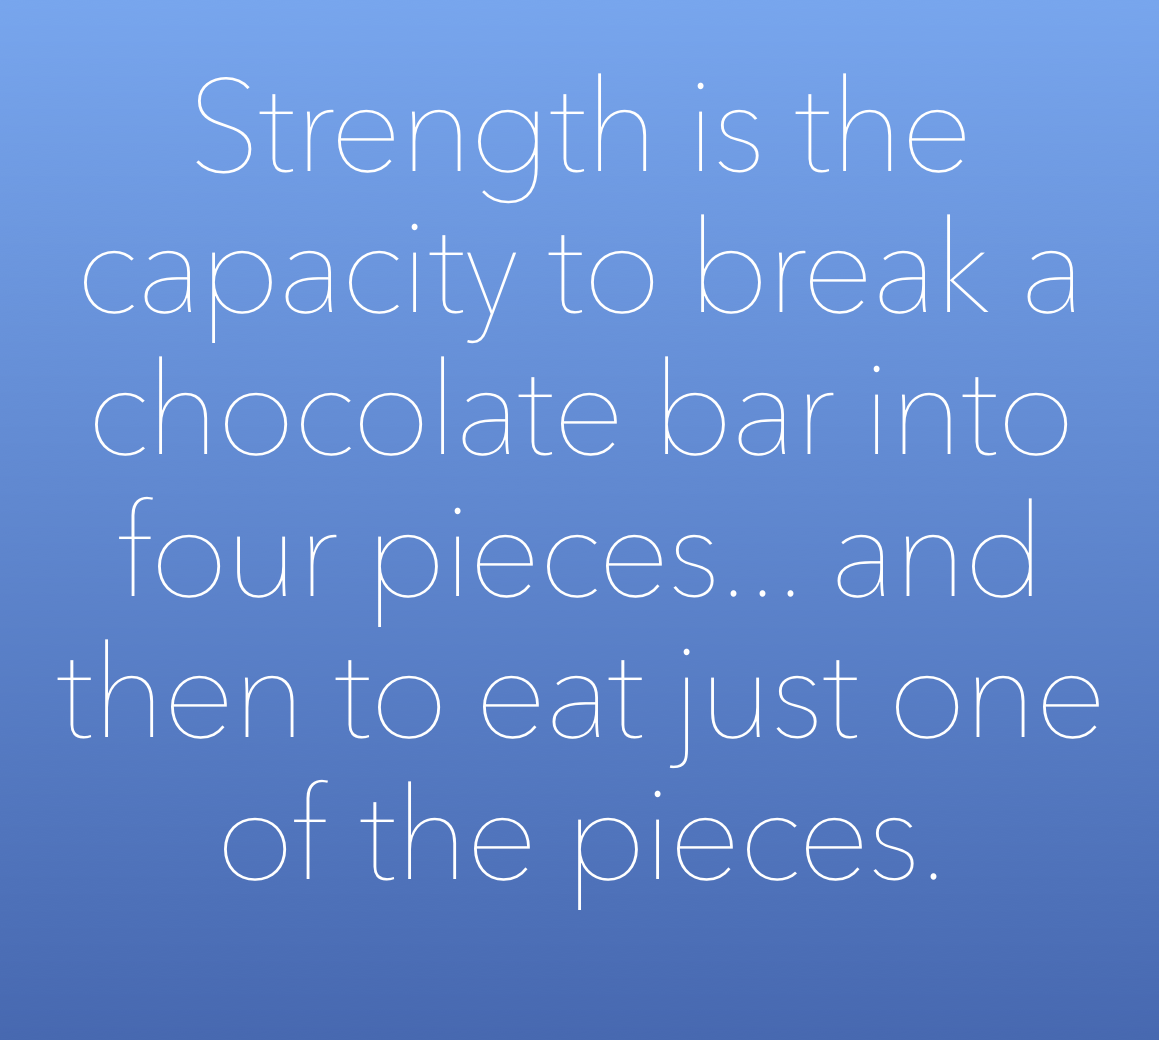 Strength is the
capacity to break a
chocolate bar into
four pieces... and
then to eat just one
of the pieces.